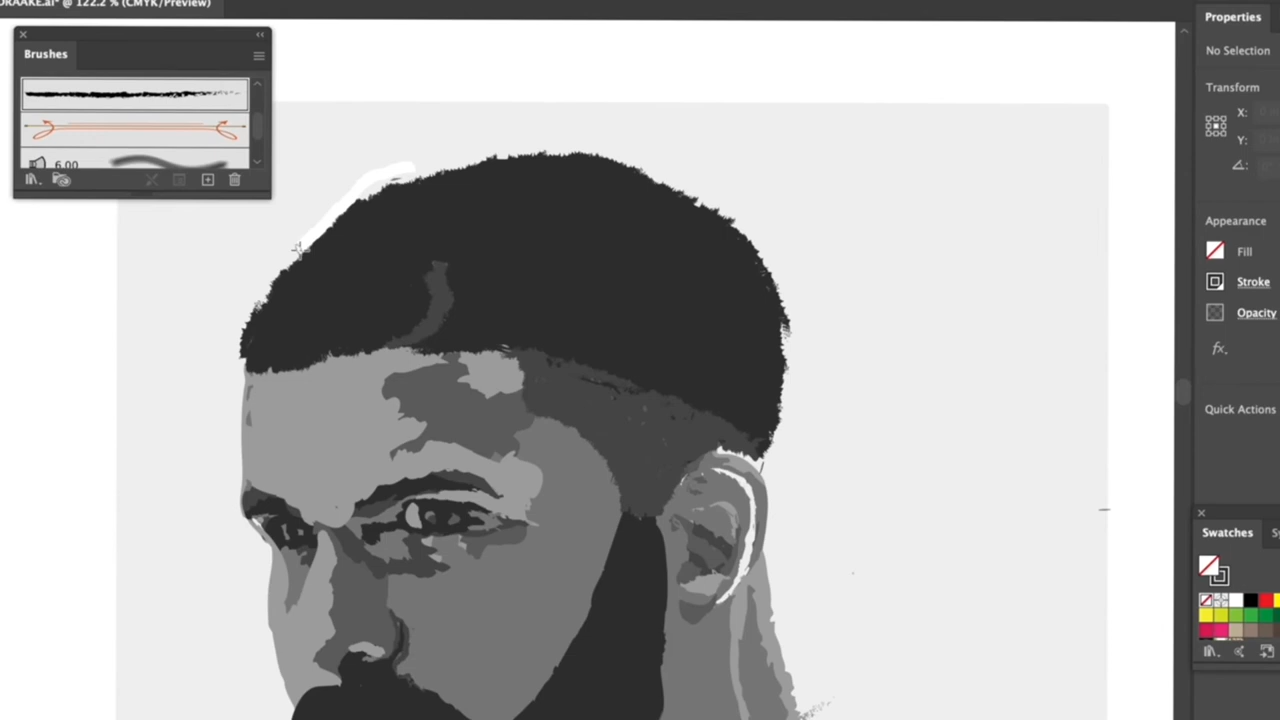 DRAAKE.ai* @ 122.2 % (CMYK/Preview)
Brushes
6.00
Properties
No Selection
Transform
X:
Y:
Appearance
Fill
Stroke
Opacity
fx.
Quick Actions
Swatches